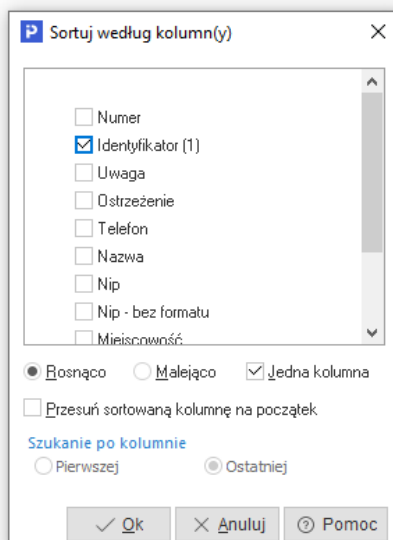 Sortuj według kolumn(y)
Numer
Identyfikator (1)
Uwaga
Ostrzeżenie
Telefon
Nazwa
Nip
Nip - bez formatu
Miejscowość
Rosnąco Malejąco Jedna kolumna
Przesuń sortowaną kolumnę na początek
Szukanie po kolumnie
Pierwszej Ostatniej
Ok Anuluj Pomoc